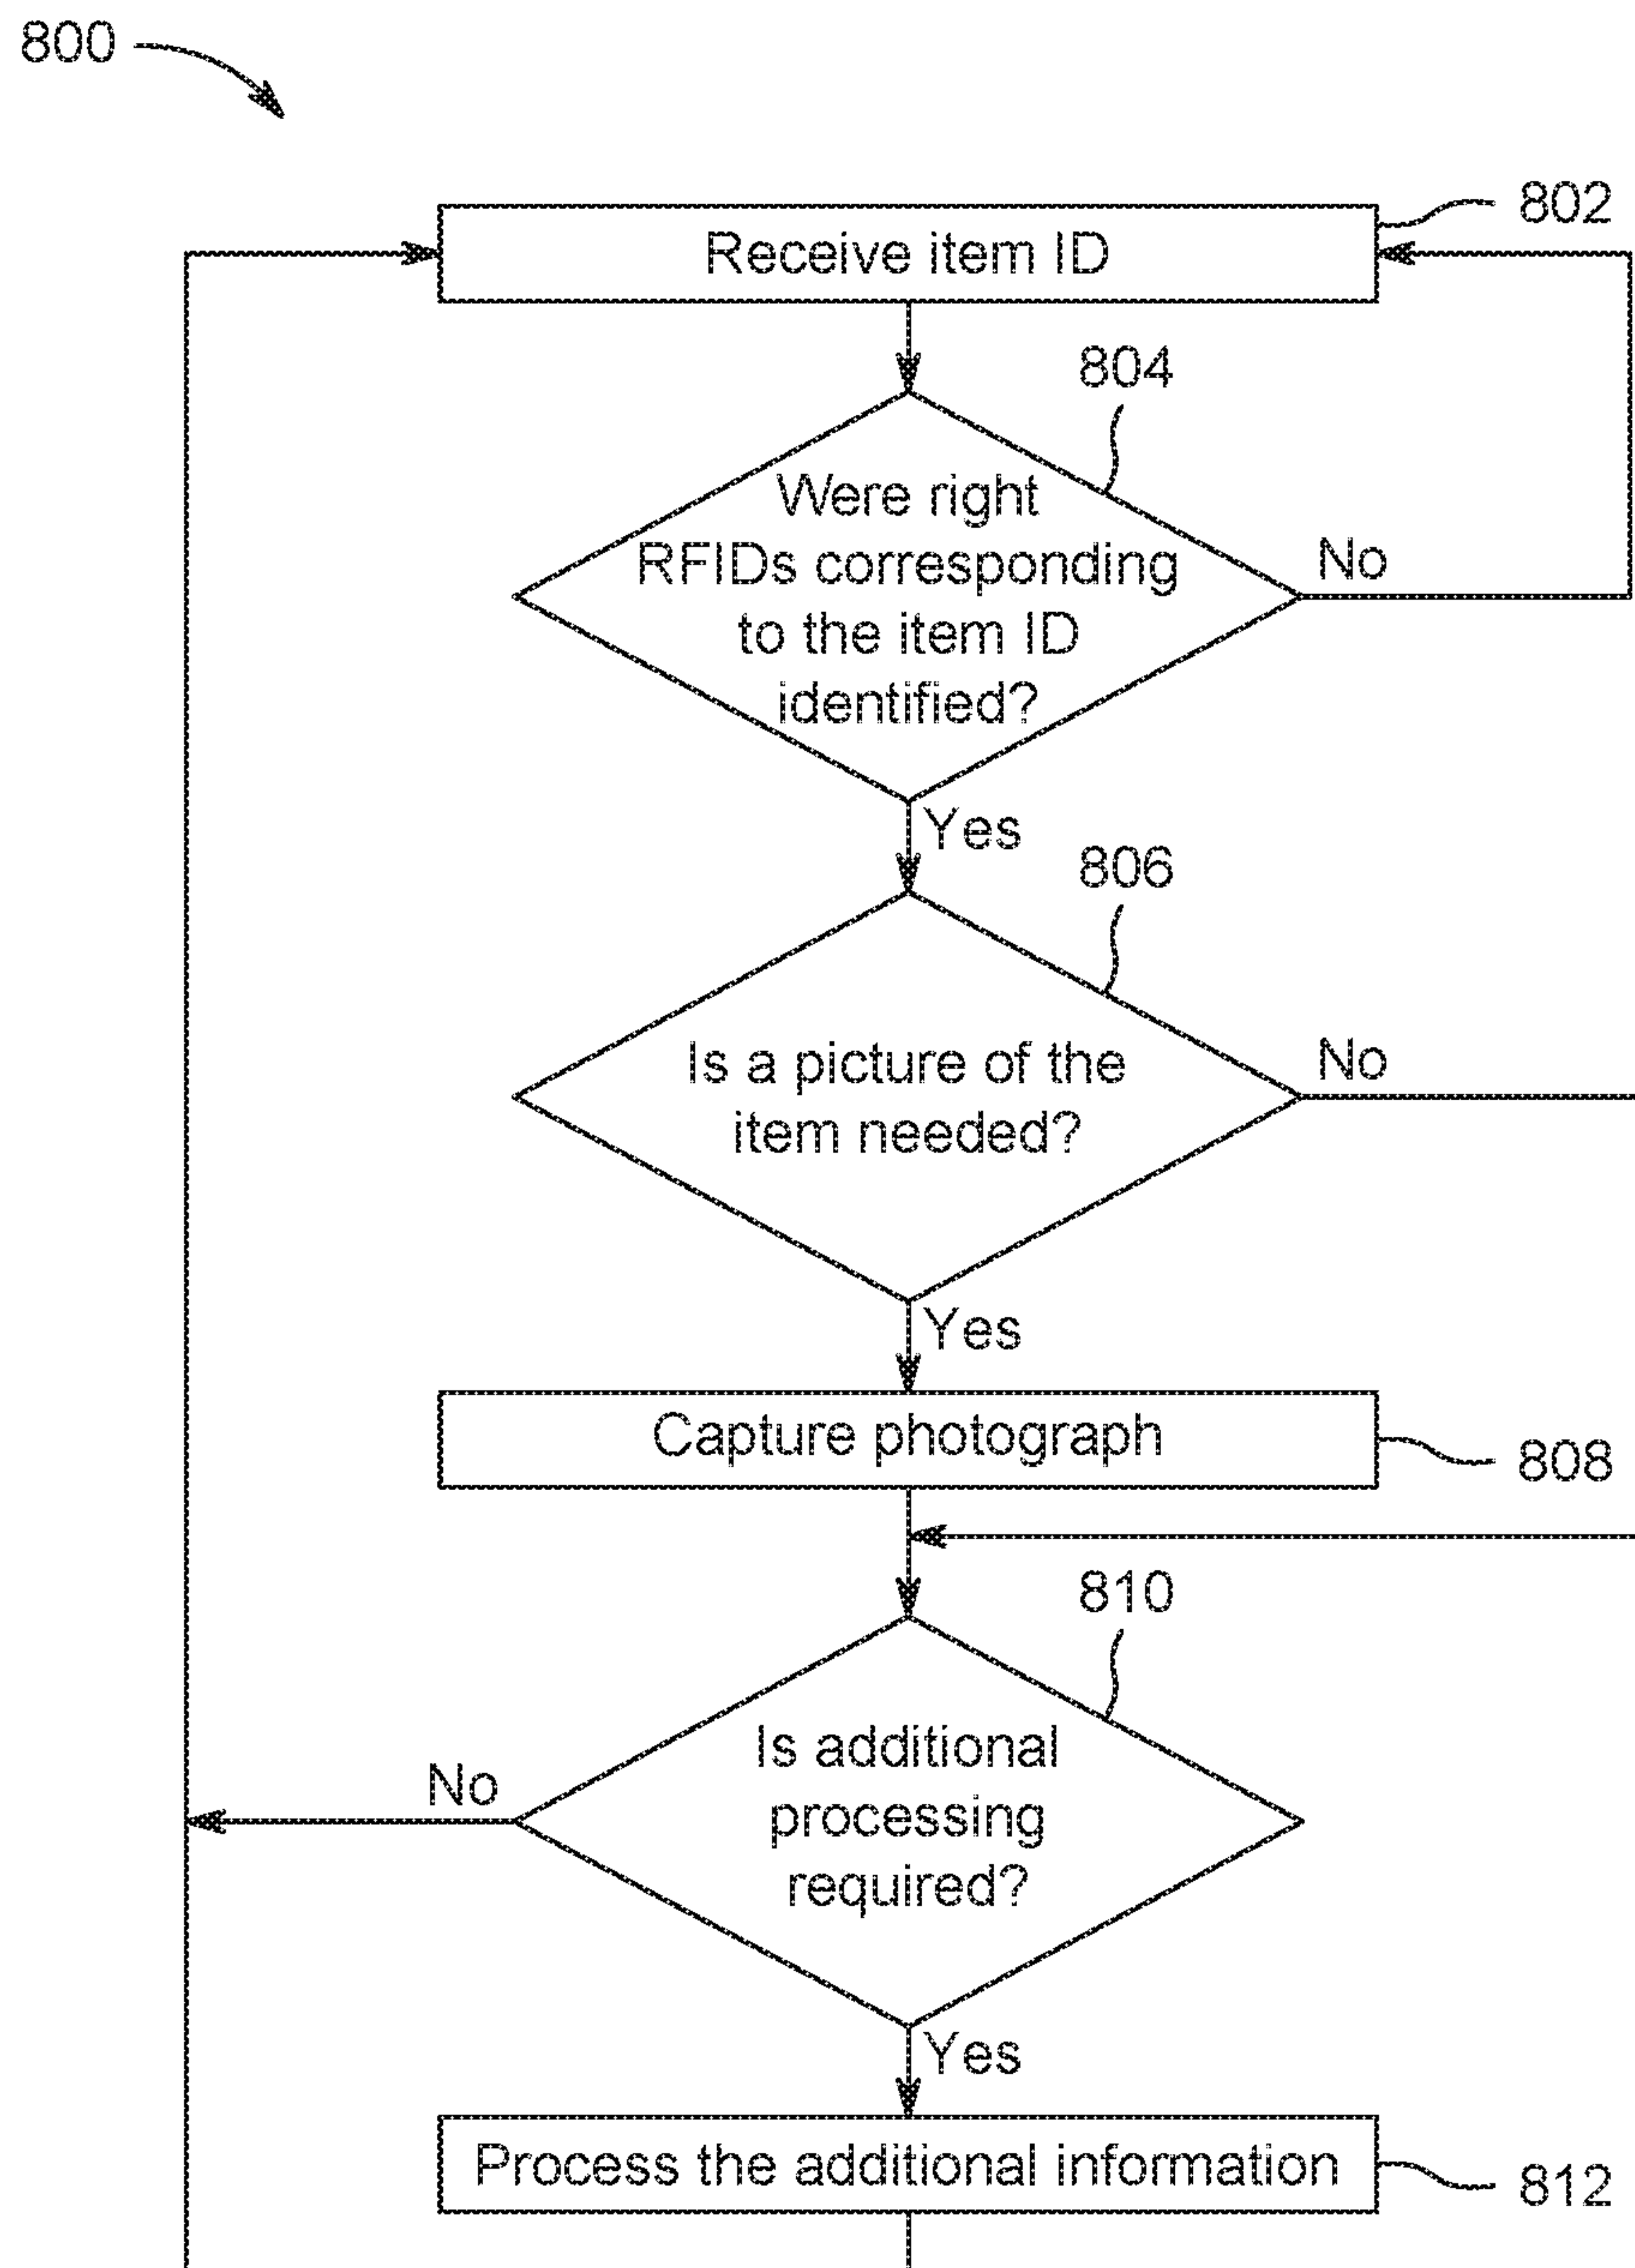 800
802
Receive item ID
804
Were right
RFIDs corresponding
to the item ID
identified?
No
Yes
806
Is a picture of the
item needed?
No
Yes
Capture photograph
808
810
Is additional
processing
required?
No
Yes
Process the additional information
812